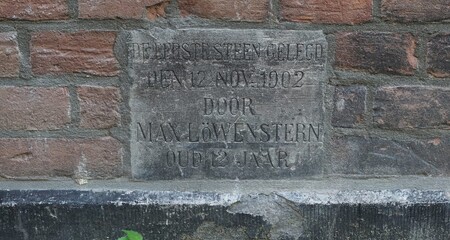 DE EERSTE STEEN GELEGD
DEN 12 NOV. 1902
DOOR
MAX LÖWENSTERN
OUD 12 JAAR